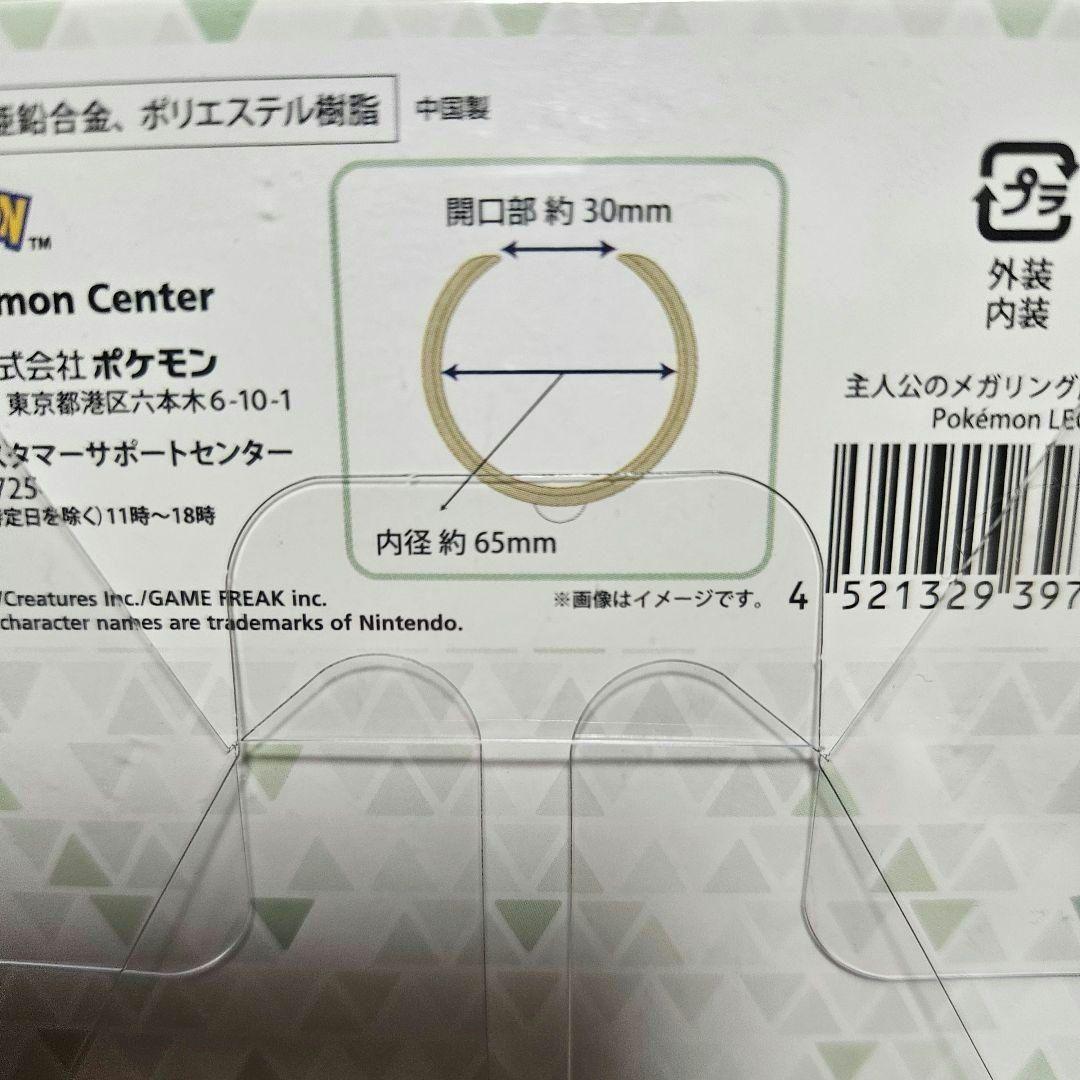 亜鉛合金、ポリエステル樹脂 中国製
開口部 約 30mm
内径 約 65mm
※画像はイメージです。
ON TM
mon Center
式会社 ポケモン
東京都港区六本木6-10-1
スタマーサポートセンター
725
定日を除く)11時〜18時
/Creatures Inc./GAME FREAK inc.
character names are trademarks of Nintendo.
プラ
外装
内装
主人公のメガリング
Pokémon LE
4 521329 397